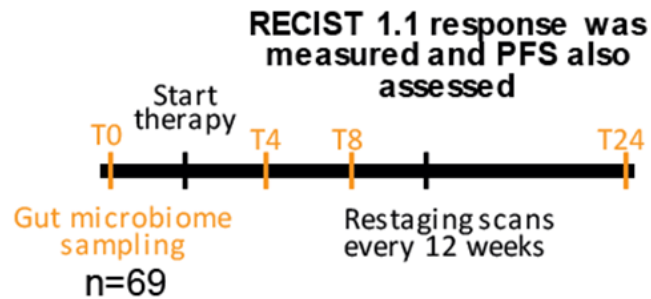 RECIST 1.1 response was
measured and PFS also
assessed
Start
therapy
T0
T4
T8
T24
Gut microbiome
sampling
n=69
Restaging scans
every 12 weeks